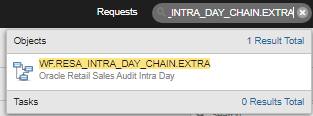 Requests _INTRA_DAY_CHAIN.EXTRA
Objects 1 Result Total
WF.RESA_INTRA_DAY_CHAIN.EXTRA
Oracle Retail Sales Audit Intra Day
Tasks 0 Results Total